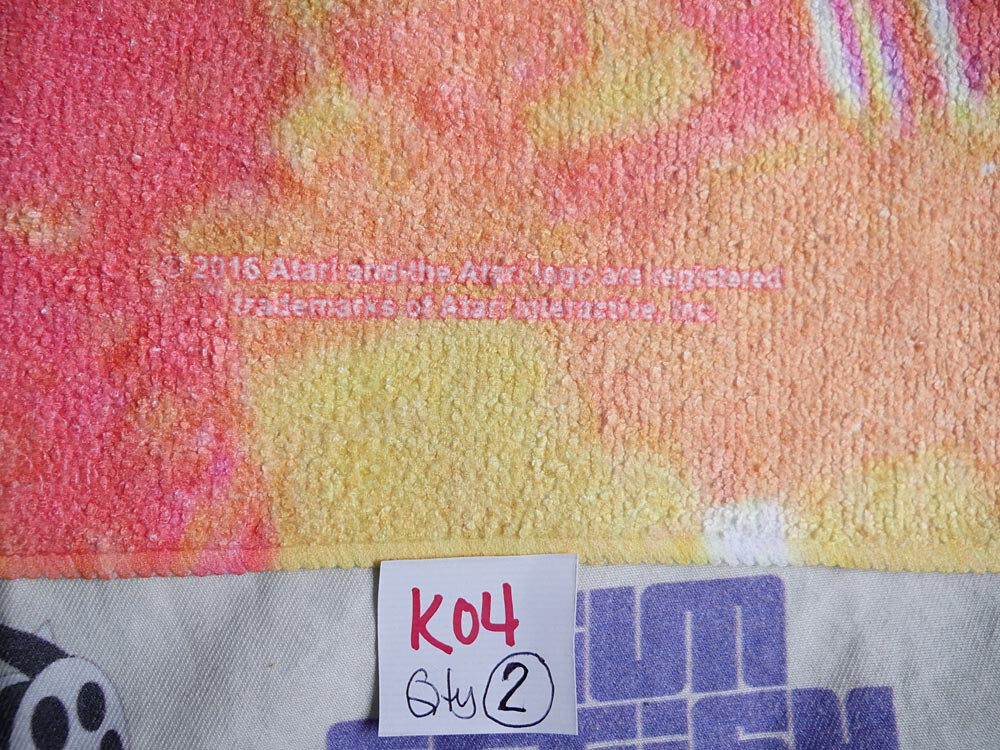 © 2016 Atari and the Atari logo are registered
trademarks of Atari Interactive, Inc.
K04
Qty 2